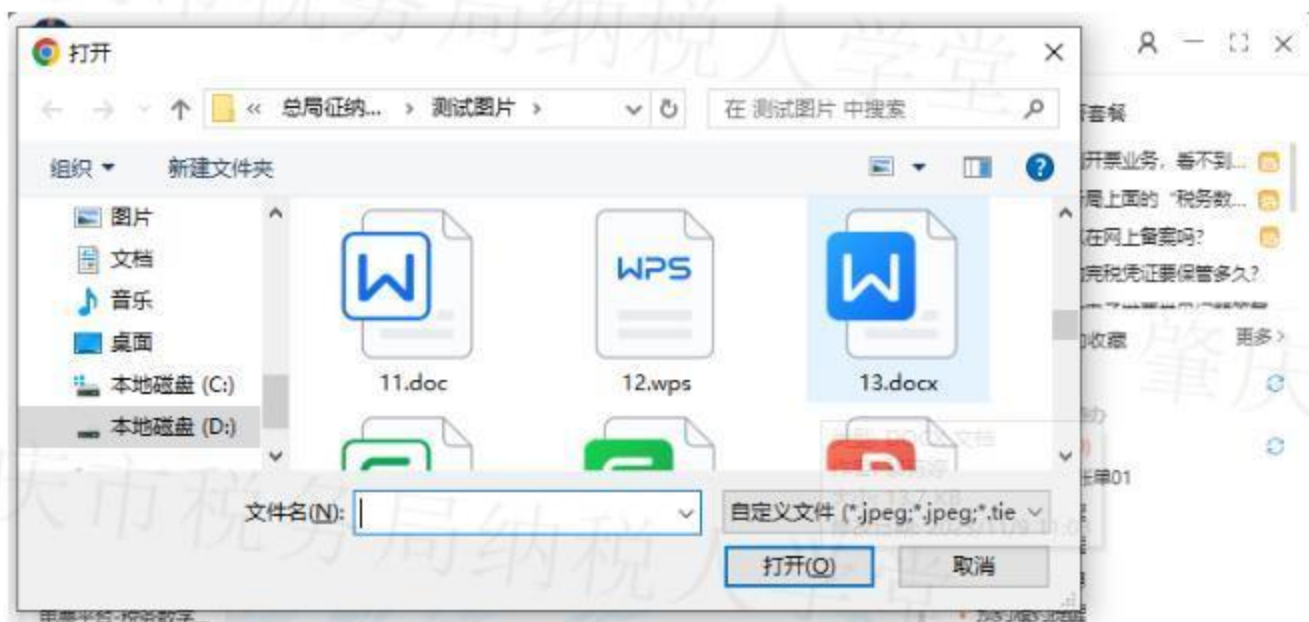 打开
总局征纳... › 测试图片 ›
在 测试图片 中搜索
组织
新建文件夹
图片
文档
音乐
桌面
本地磁盘 (C:)
本地磁盘 (D:)
WPS
11.doc
12.wps
13.docx
文件名(N):
自定义文件 (*.jpeg;*.jpeg;*.tie
打开(O)
取消
套餐
开票业务，看不到...
局上面的“税务数...
在网上备案吗?
完税凭证要保管多久?
收藏
更多 ›
账单01
肇庆
庆市税务局纳税人学堂
市税务局纳税人学堂